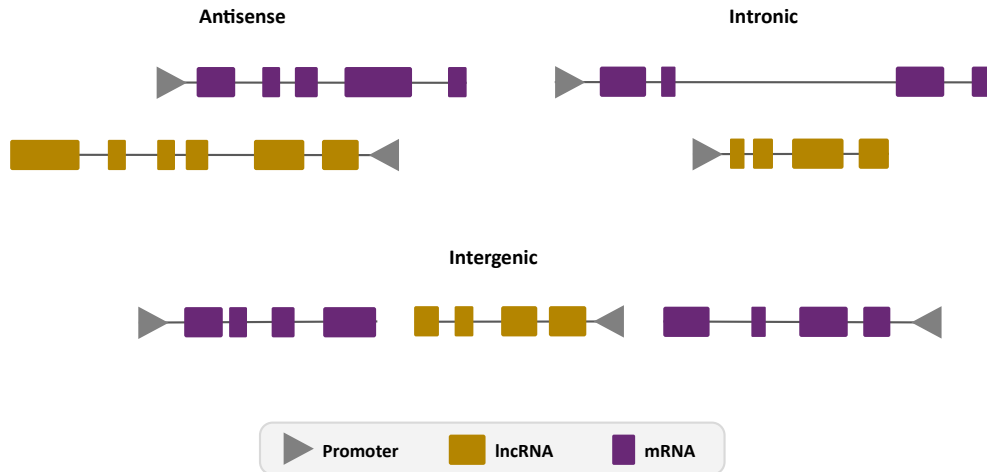 Antisense
Intronic
Intergenic
Promoter
lncRNA
mRNA